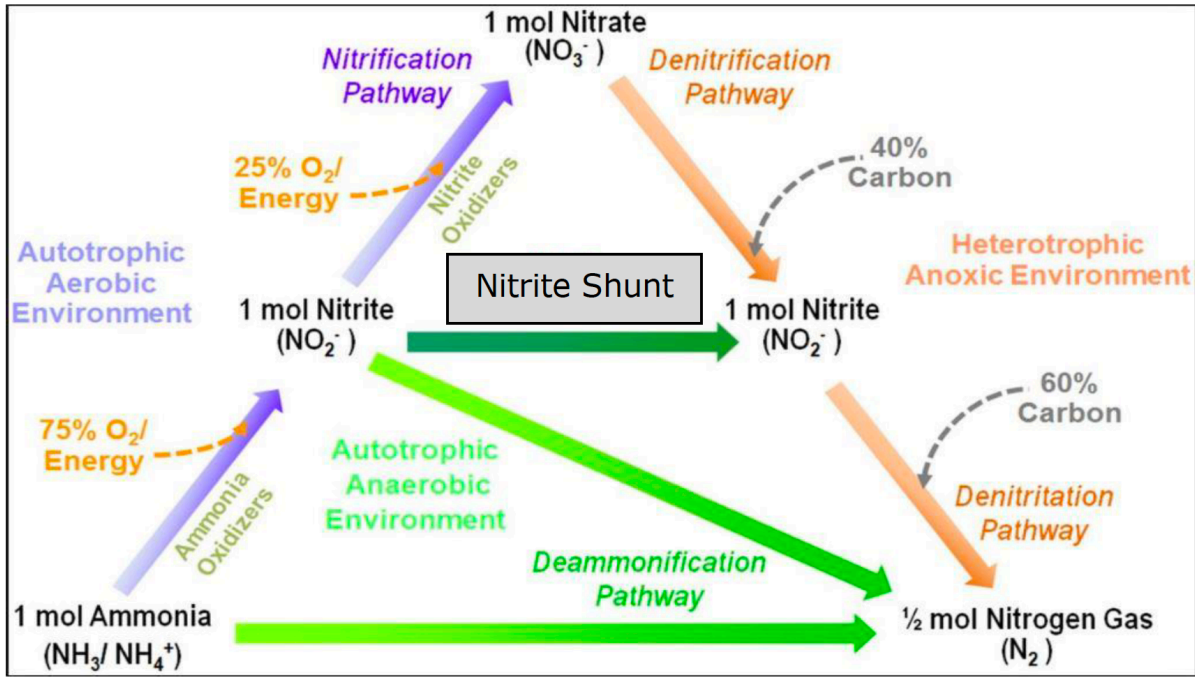 1 mol Nitrate
(NO₃⁻)
Nitrification
Pathway
Denitrification
Pathway
25% O₂/
Energy
Nitrite
Oxidizers
40%
Carbon
Autotrophic
Aerobic
Environment
Heterotrophic
Anoxic Environment
Nitrite Shunt
1 mol Nitrite
(NO₂⁻ )
1 mol Nitrite
(NO₂⁻ )
75% O₂/
Energy
Ammonia
Oxidizers
60%
Carbon
Autotrophic
Anaerobic
Environment
Denitritation
Pathway
Deammonification
Pathway
1 mol Ammonia
(NH₃/ NH₄⁺)
½ mol Nitrogen Gas
(N₂ )